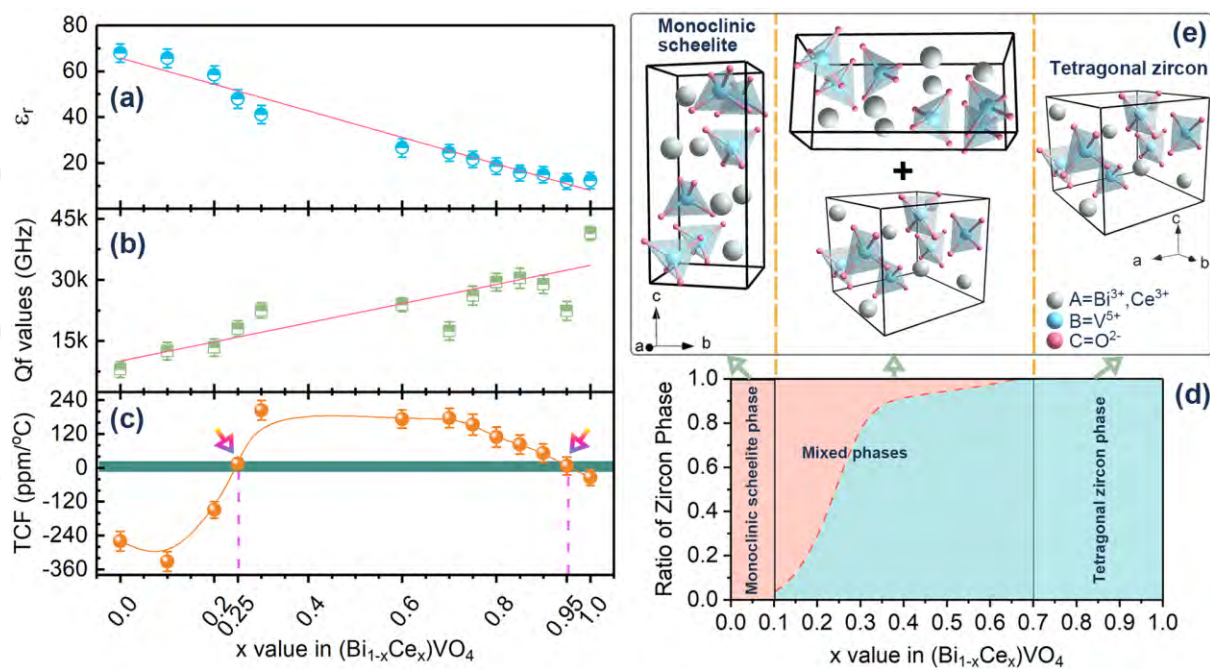 80
60
40
20
εr
(a)
45k
30k
15k
Qf values (GHz)
(b)
240
120
0
-120
-240
-360
TCF (ppm/°C)
(c)
0.0
0.2
0.25
0.4
0.6
0.8
0.95
1.0
x value in (Bi1-xCex)VO4
Monoclinic
scheelite
(e)
Tetragonal zircon
+
c
a
b
c
a
b
A=Bi3+,Ce3+
B=V5+
C=O2-
1.0
0.8
0.6
0.4
0.2
0.0
Ratio of Zircon Phase
Monoclinic scheelite phase
Mixed phases
Tetragonal zircon phase
(d)
0.0 0.1 0.2 0.3 0.4 0.5 0.6 0.7 0.8 0.9 1.0
x value in (Bi1-xCex)VO4